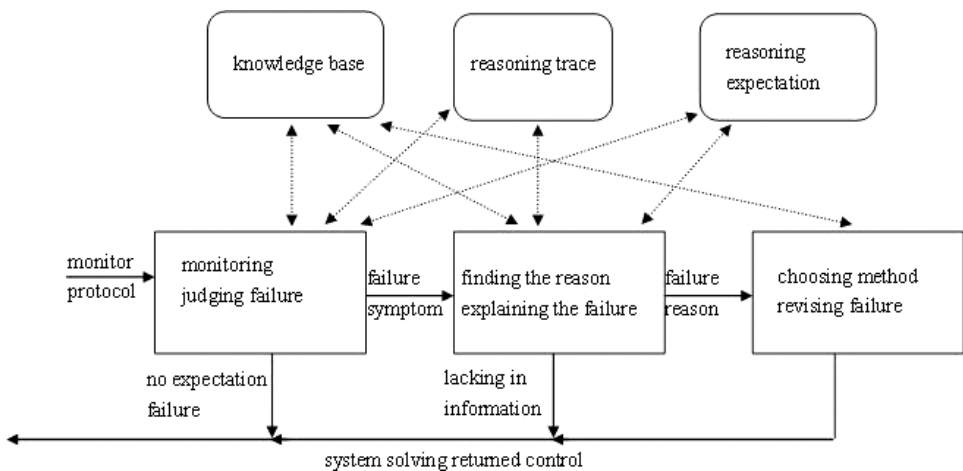 knowledge base
reasoning trace
reasoning
expectation
monitor
protocol
monitoring
judging failure
failure
symptom
finding the reason
explaining the failure
failure
reason
choosing method
revising failure
no expectation
failure
lacking in
information
system solving returned control